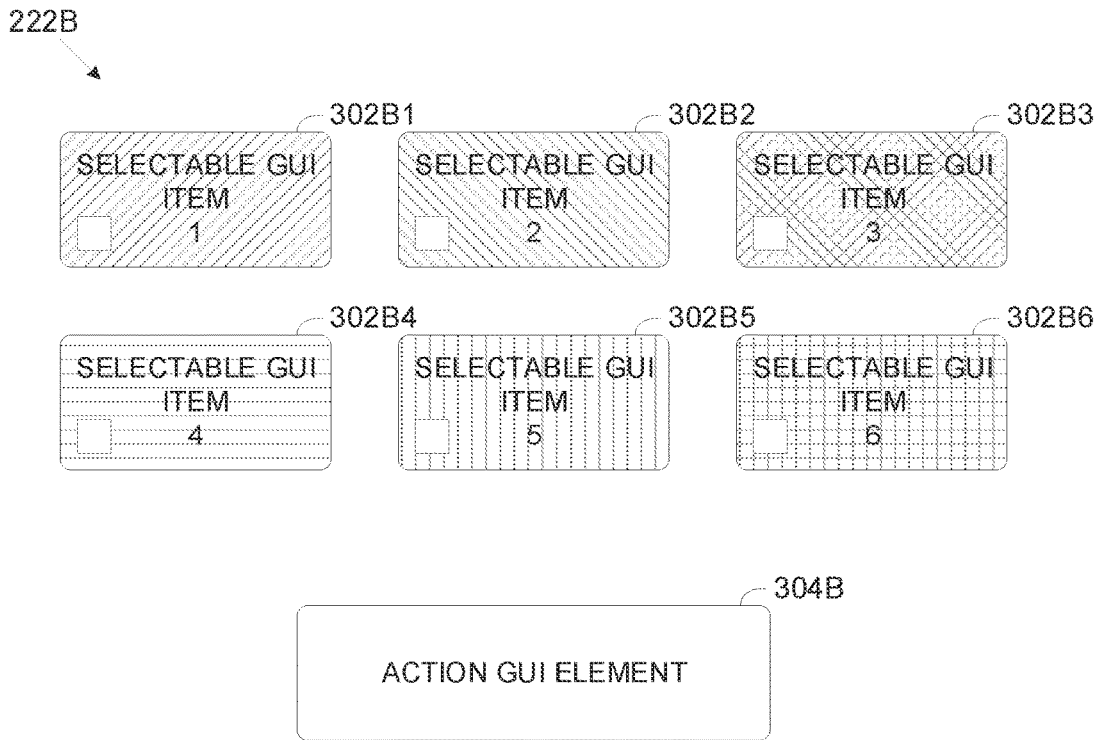 222B
302B1
302B2
302B3
SELECTABLE GUI
ITEM
1
SELECTABLE GUI
ITEM
2
SELECTABLE GUI
ITEM
3
302B4
302B5
302B6
SELECTABLE GUI
ITEM
4
SELECTABLE GUI
ITEM
5
SELECTABLE GUI
ITEM
6
304B
ACTION GUI ELEMENT